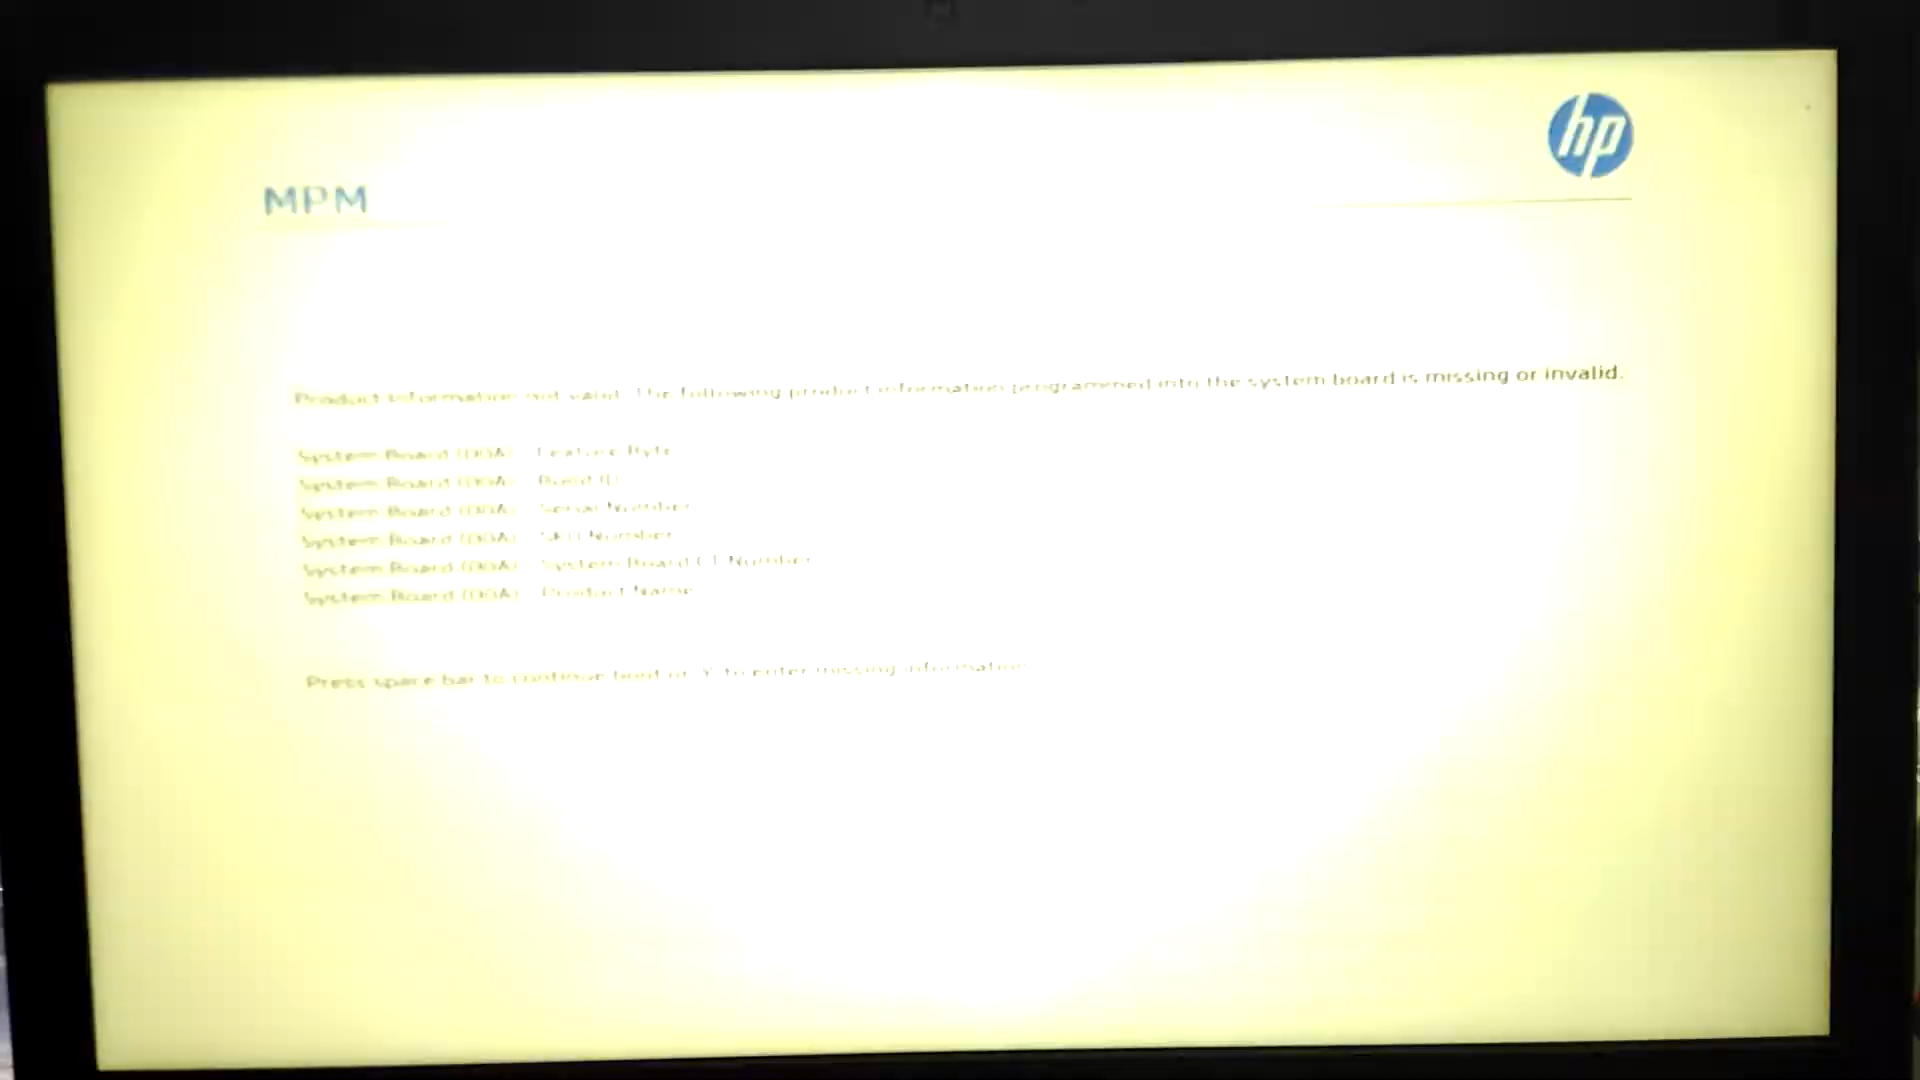 hp
MPM
Product Information not valid. The following product information programmed into the system board is missing or invalid.
System Board (00A) - Feature Byte
System Board (00A) - Board ID
System Board (00A) - Serial Number
System Board (00A) - SKU Number
System Board (00A) - System Board CT Number
System Board (00A) - Product Name
Press space bar to continue boot or 'Y' to enter missing information